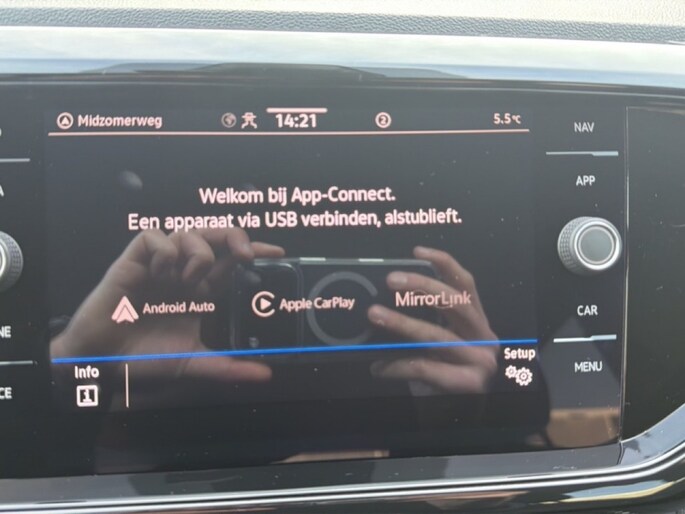 Midzomerweg 14:21 2 5.5°C
NAV
APP
Welkom bij App-Connect.
Een apparaat via USB verbinden, alstublieft.
Android Auto Apple CarPlay MirrorLink
CAR
Setup
Info
MENU